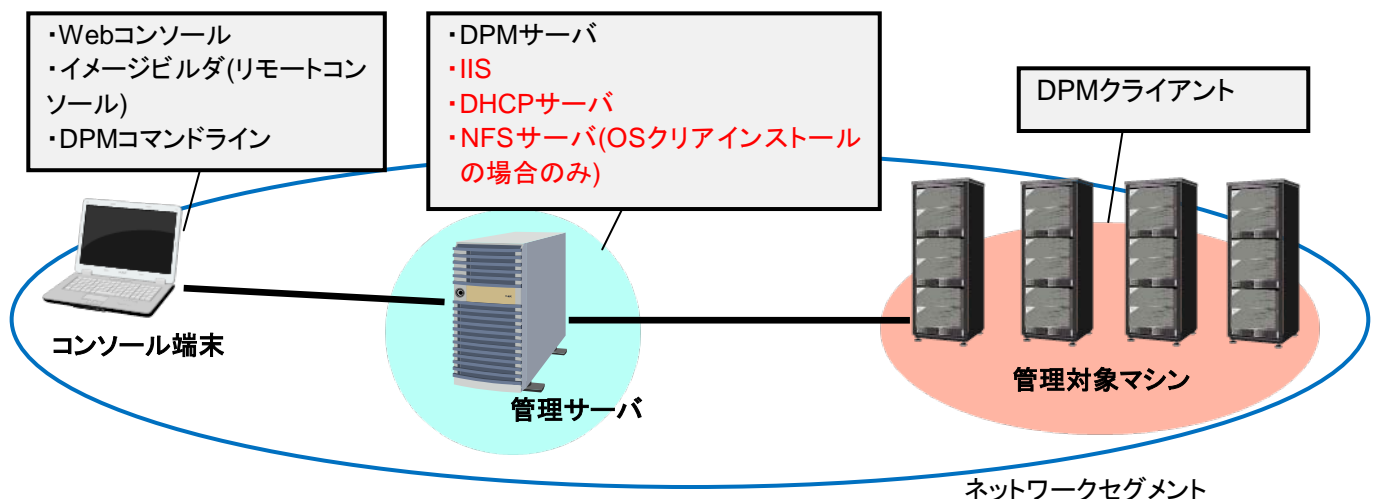 ・Webコンソール
・イメージビルダ(リモートコン
ソール)
・DPMコマンドライン
・DPMサーバ
・IIS
・DHCPサーバ
・NFSサーバ(OSクリアインストール
の場合のみ)
DPMクライアント
コンソール端末
管理サーバ
管理対象マシン
ネットワークセグメント